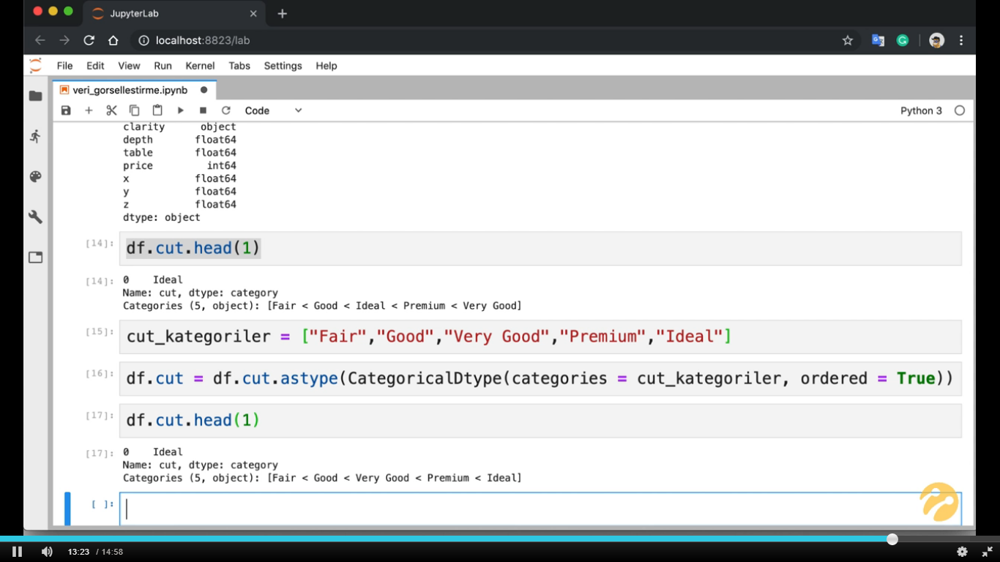 JupyterLab
localhost:8823/lab
File Edit View Run Kernel Tabs Settings Help
veri_gorsellestirme.ipynb
Code
Python 3
clarity object
depth float64
table float64
price int64
x float64
y float64
z float64
dtype: object
[14]: df.cut.head(1)
[14]: 0 Ideal
Name: cut, dtype: category
Categories (5, object): [Fair < Good < Ideal < Premium < Very Good]
[15]: cut_kategoriler = ["Fair","Good","Very Good","Premium","Ideal"]
[16]: df.cut = df.cut.astype(CategoricalDtype(categories = cut_kategoriler, ordered = True))
[17]: df.cut.head(1)
[17]: 0 Ideal
Name: cut, dtype: category
Categories (5, object): [Fair < Good < Very Good < Premium < Ideal]
[ ]:
13:23 / 14:58